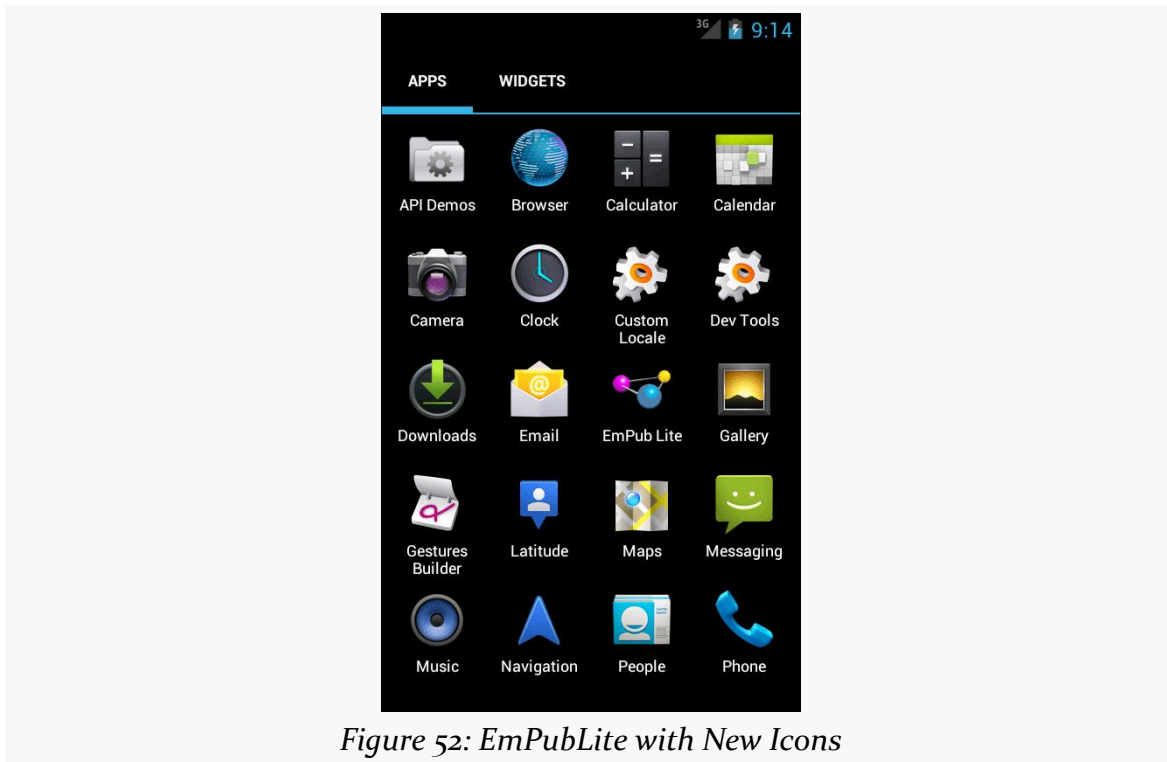 3G 9:14
APPS WIDGETS
API Demos Browser Calculator Calendar
Camera Clock Custom Locale Dev Tools
Downloads Email EmPub Lite Gallery
Gestures Builder Latitude Maps Messaging
Music Navigation People Phone
Figure 52: EmPubLite with New Icons